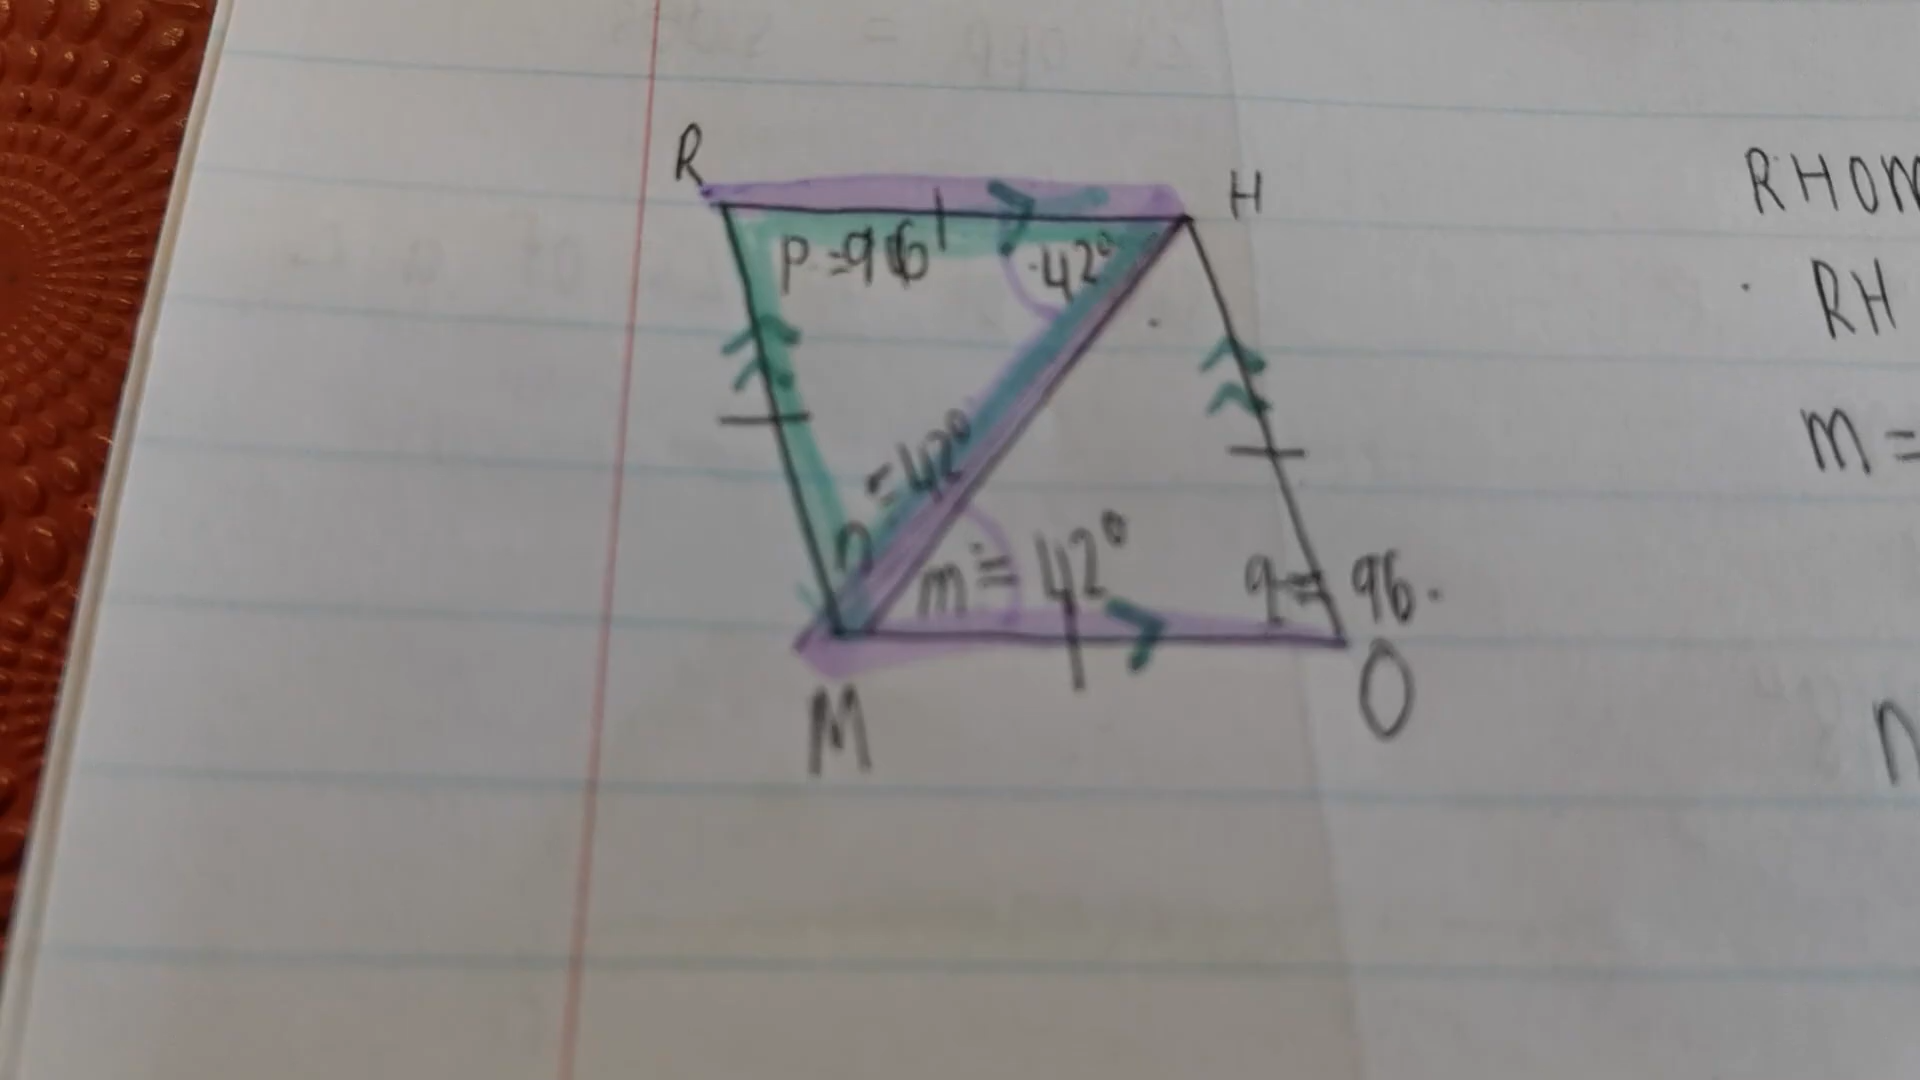 R
H
RHOM
p=96
42°
RH
n = 42°
m =
m = 42°
q = 96.
M
O
n